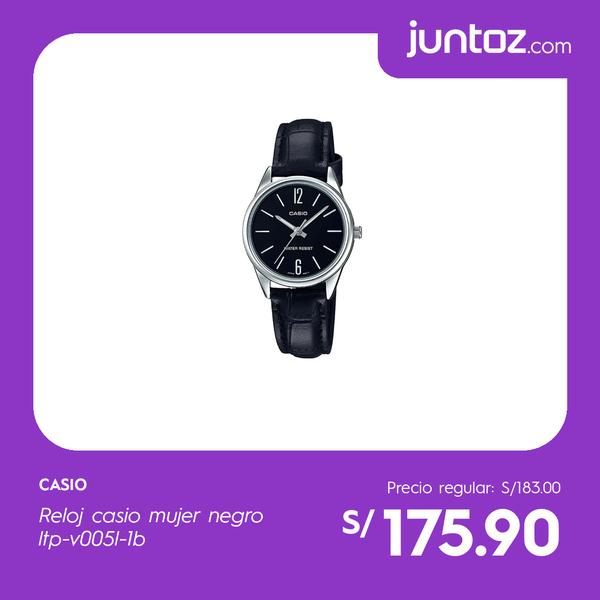 juntoz.com
12
CASIO
WATER RESIST
6
CASIO
Precio regular: S/183.00
Reloj casio mujer negro
ltp-v005l-1b
S/175.90